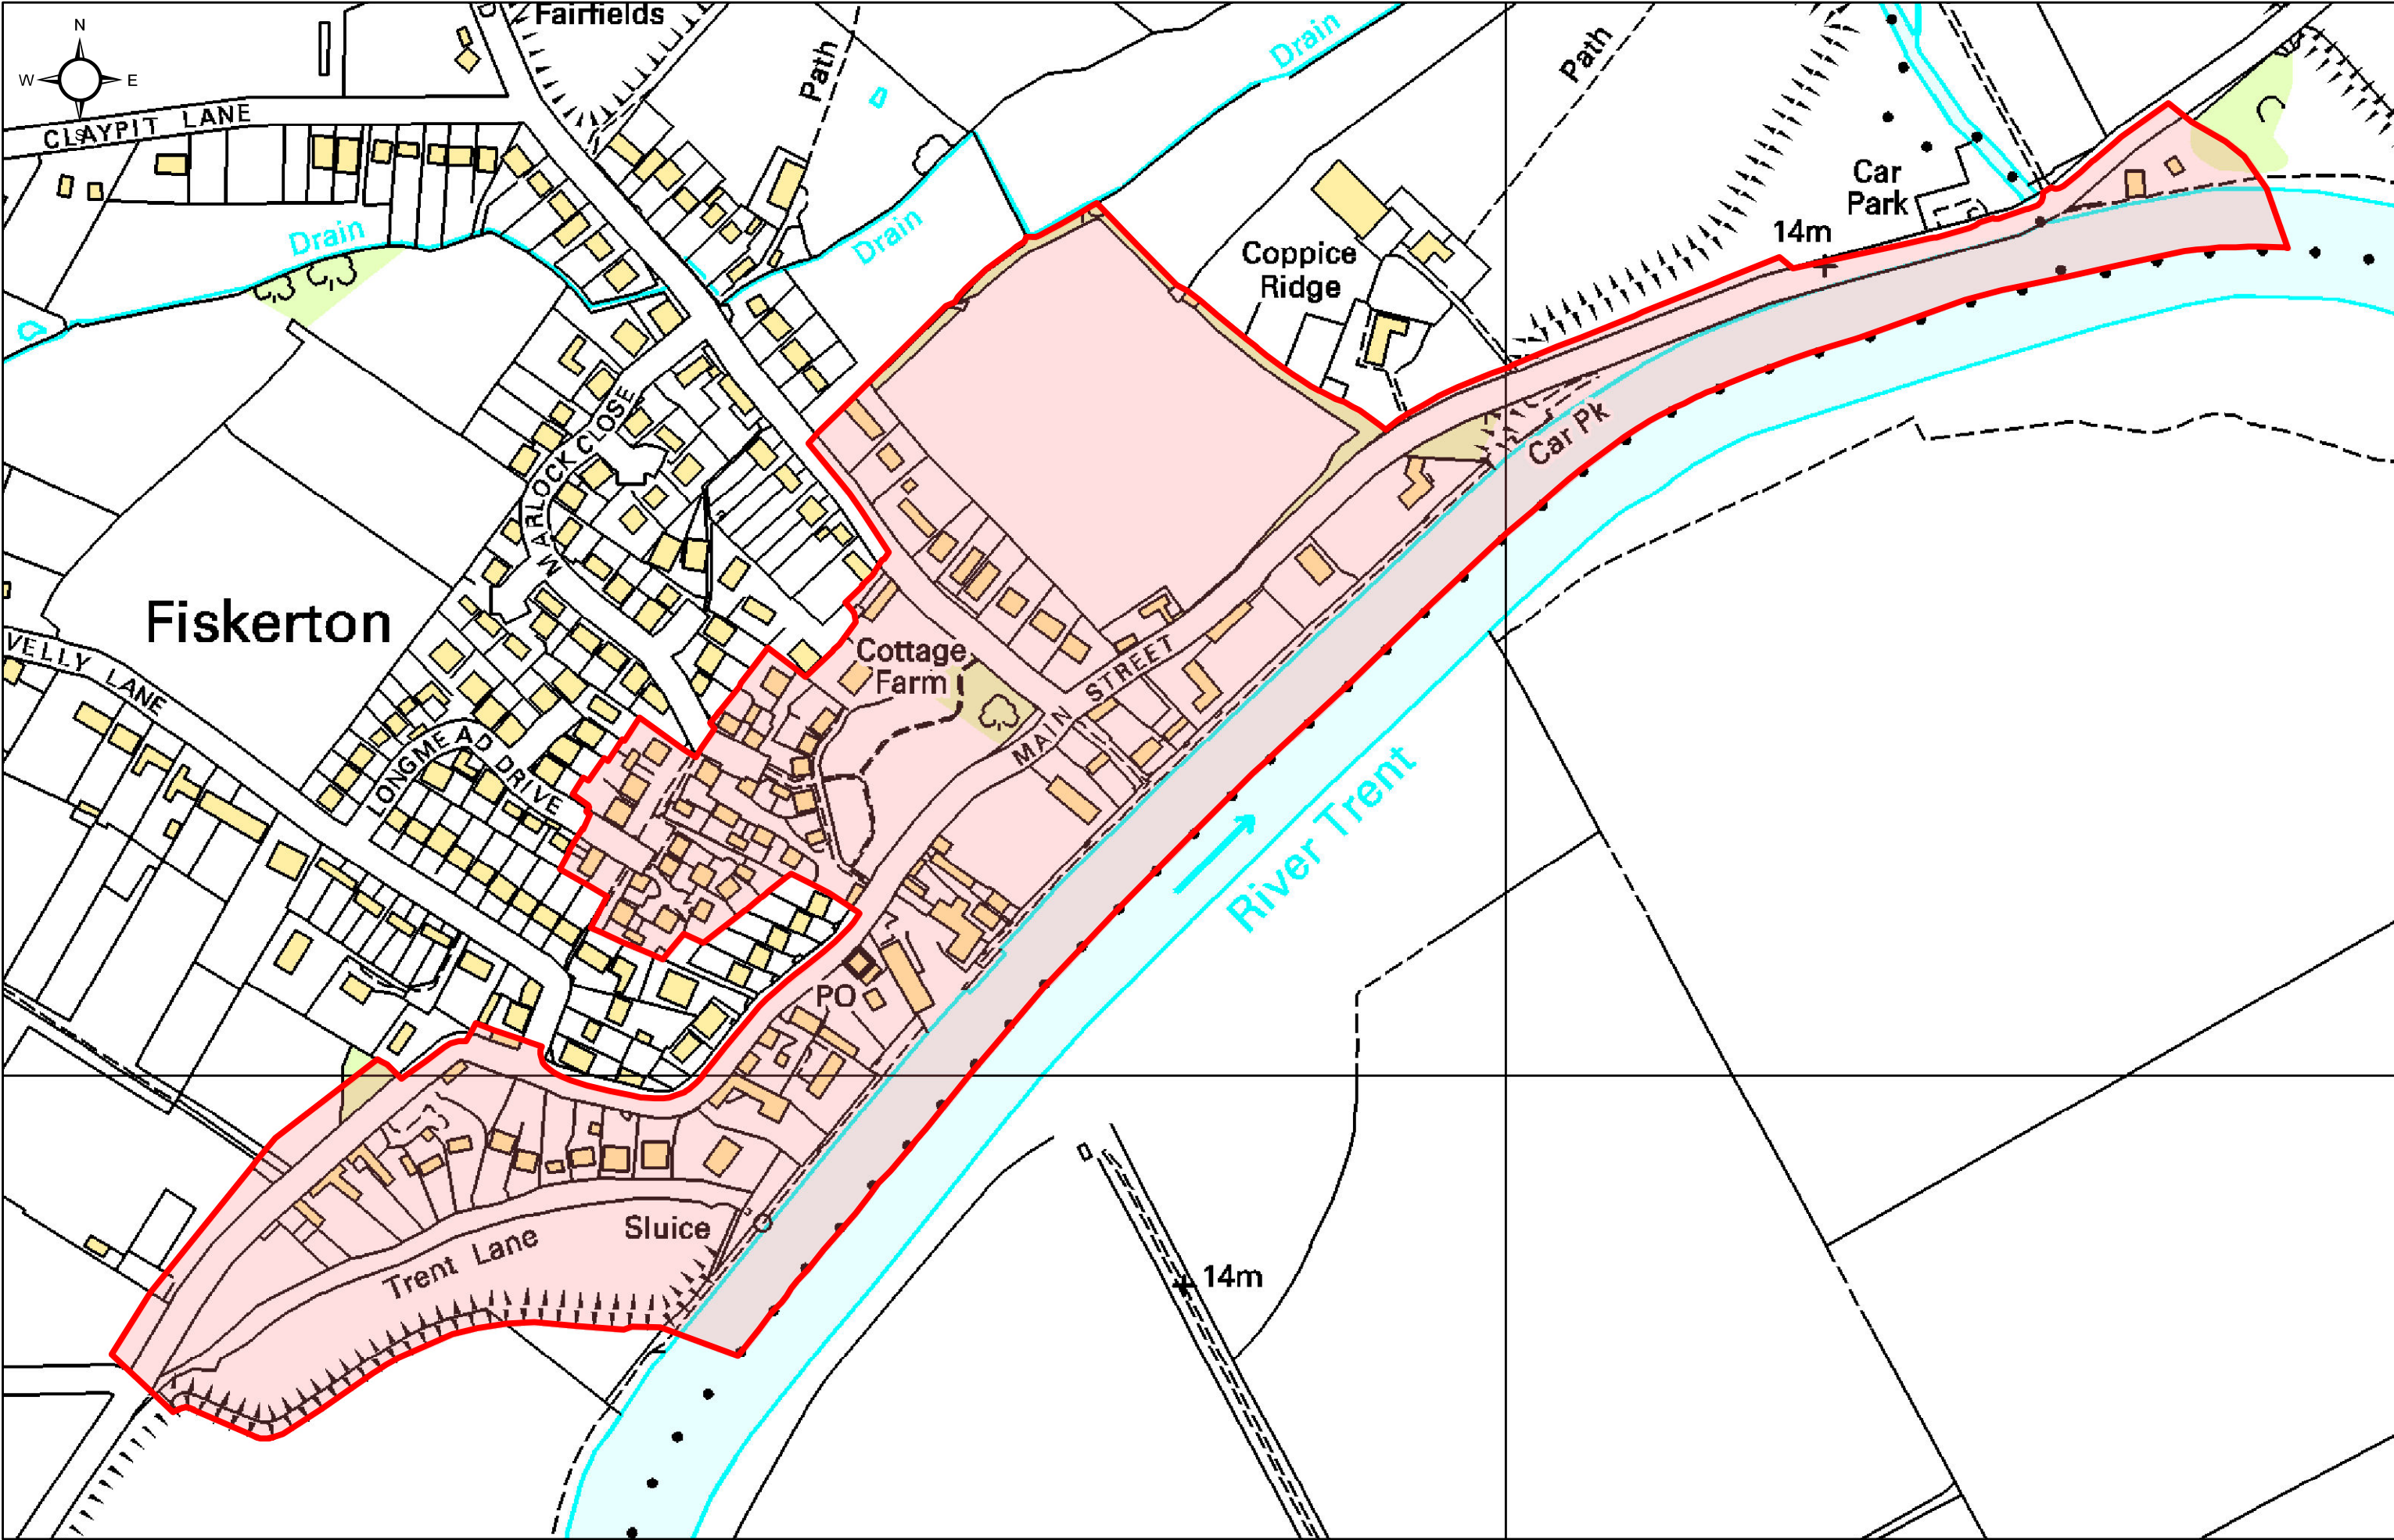 Fairfields
N
W
E
S
CLAYPIT LANE
Path
Drain
Path
Drain
Drain
Car
Park
14m
Coppice
Ridge
MARLOCK CLOSE
Car Pk
Fiskerton
VELLY LANE
Cottage
Farm
MAIN STREET
LONGMEAD DRIVE
River Trent
PO
Sluice
Trent Lane
14m